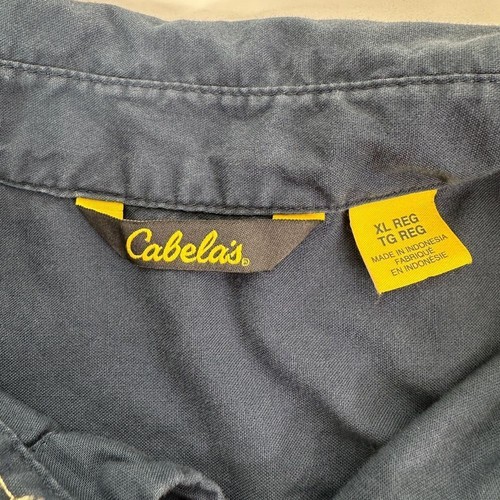 Cabela's®
XL REG
TG REG
MADE IN INDONESIA
FABRIQUÉ
EN INDONÉSIE